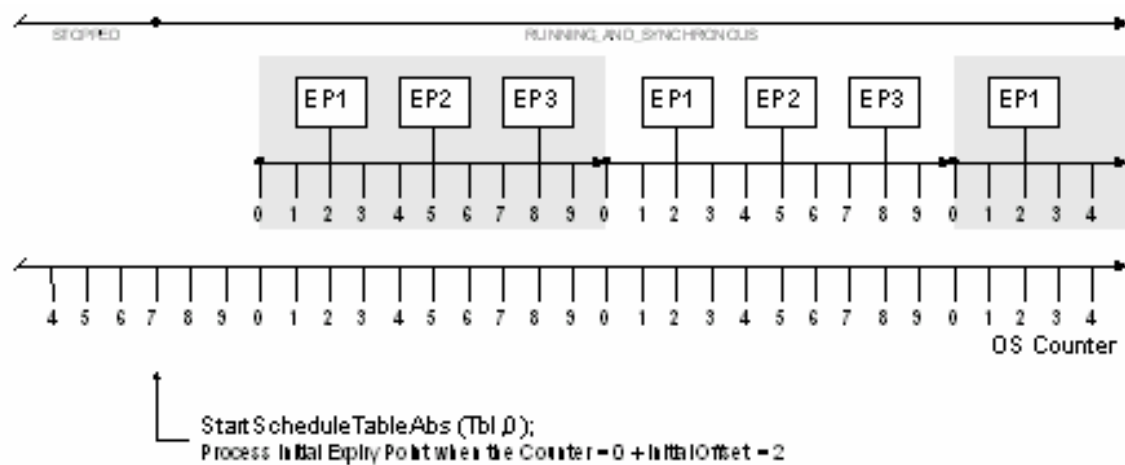 STOPPED RUNNING_AND_SYNCHRONOUS
EP1 EP2 EP3 EP1 EP2 EP3 EP1
0 1 2 3 4 5 6 7 8 9 0 1 2 3 4 5 6 7 8 9 0 1 2 3 4
4 5 6 7 8 9 0 1 2 3 4 5 6 7 8 9 0 1 2 3 4 5 6 7 8 9 0 1 2 3 4
OS Counter
StartScheduleTableAbs (Tbl,0);
Process Initial Expiry Point when the Counter = 0 + InitialOffset = 2